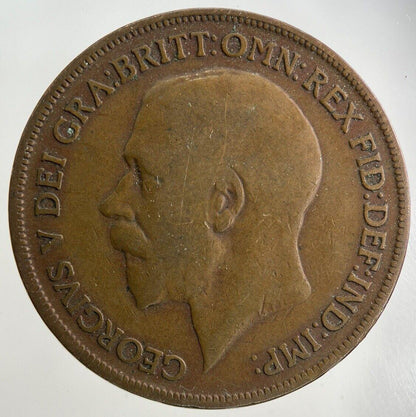 GEORGIVS V DEI GRA: BRITT: OMN: REX FID: DEF: IND: IMP: